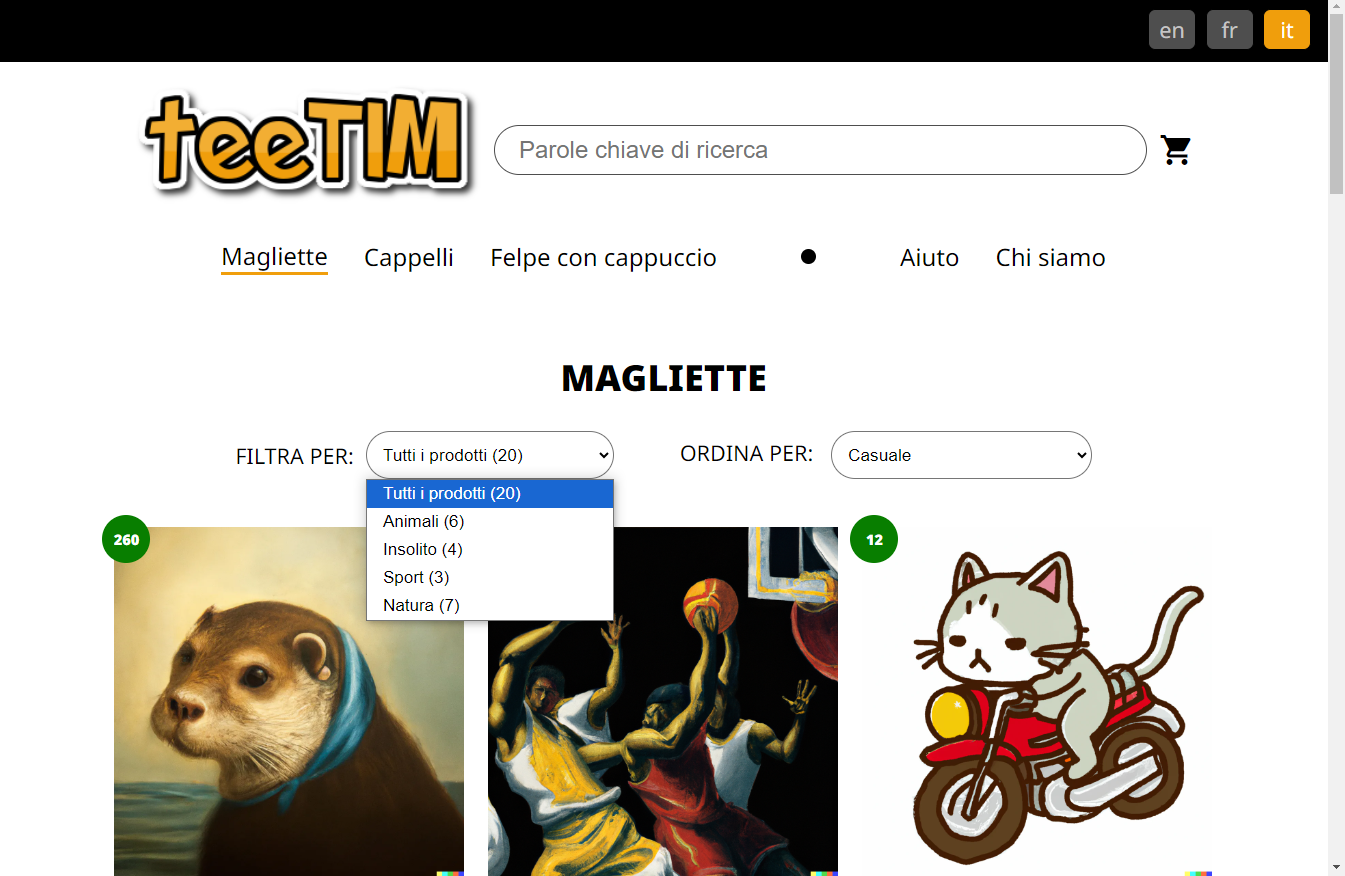 en fr it
teeTIM
Parole chiave di ricerca
Magliette Cappelli Felpe con cappuccio Aiuto Chi siamo
MAGLIETTE
FILTRA PER: Tutti i prodotti (20) ORDINA PER: Casuale
Tutti i prodotti (20)
Animali (6)
Insolito (4)
Sport (3)
Natura (7)
260 12